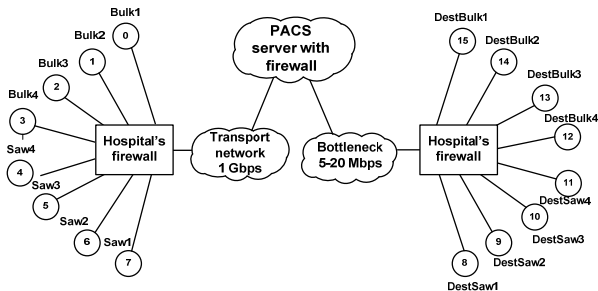 Bulk1
0
Bulk2
1
Bulk3
2
Bulk4
3
Saw4
4
Saw3
5
Saw2
6
Saw1
7
Hospital's
firewall
Transport
network
1 Gbps
PACS
server with
firewall
Bottleneck
5-20 Mbps
Hospital's
firewall
DestBulk1
15
DestBulk2
14
DestBulk3
13
DestBulk4
12
11
DestSaw4
10
DestSaw3
9
DestSaw2
8
DestSaw1